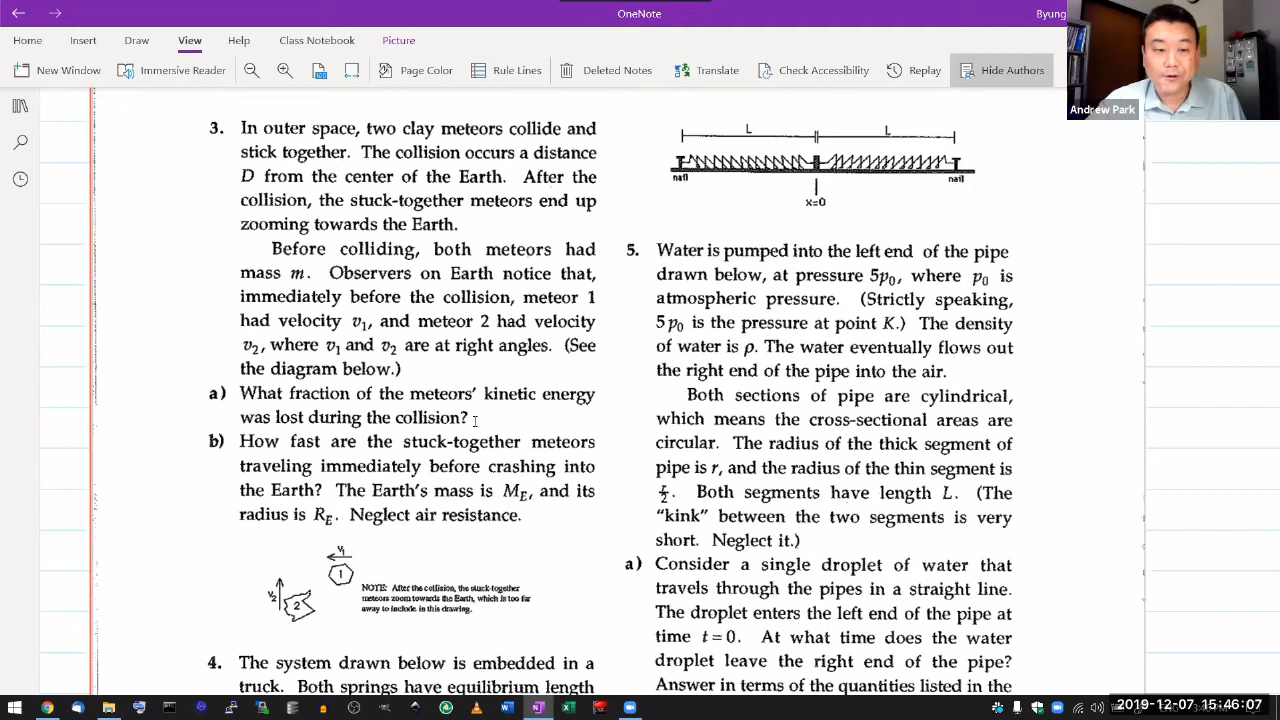 OneNote
Byung
Home Insert Draw View Help Class Notebook Picture
New Window Immersive Reader Page Color Rule Lines Deleted Notes Translate Check Accessibility Replay Hide Authors
Andrew Park
3. In outer space, two clay meteors collide and
stick together. The collision occurs a distance
D from the center of the Earth. After the
collision, the stuck-together meteors end up
zooming towards the Earth.
Before colliding, both meteors had
mass m. Observers on Earth notice that,
immediately before the collision, meteor 1
had velocity v₁, and meteor 2 had velocity
v₂, where v₁ and v₂ are at right angles. (See
the diagram below.)
a) What fraction of the meteors' kinetic energy
was lost during the collision?
b) How fast are the stuck-together meteors
traveling immediately before crashing into
the Earth? The Earth's mass is M_E, and its
radius is R_E. Neglect air resistance.
v₁
1
v₂
2
NOTE: After the collision, the stuck-together
meteors zoom towards the Earth, which is too far
away to include in this drawing.
4. The system drawn below is embedded in a
truck. Both springs have equilibrium length
L L
nail nail
x=0
5. Water is pumped into the left end of the pipe
drawn below, at pressure 5p₀, where p₀ is
atmospheric pressure. (Strictly speaking,
5p₀ is the pressure at point K.) The density
of water is ρ. The water eventually flows out
the right end of the pipe into the air.
Both sections of pipe are cylindrical,
which means the cross-sectional areas are
circular. The radius of the thick segment of
pipe is r, and the radius of the thin segment is
r/2. Both segments have length L. (The
"kink" between the two segments is very
short. Neglect it.)
a) Consider a single droplet of water that
travels through the pipes in a straight line.
The droplet enters the left end of the pipe at
time t=0. At what time does the water
droplet leave the right end of the pipe?
Answer in terms of the quantities listed in the
2019-12-07 15:46:07